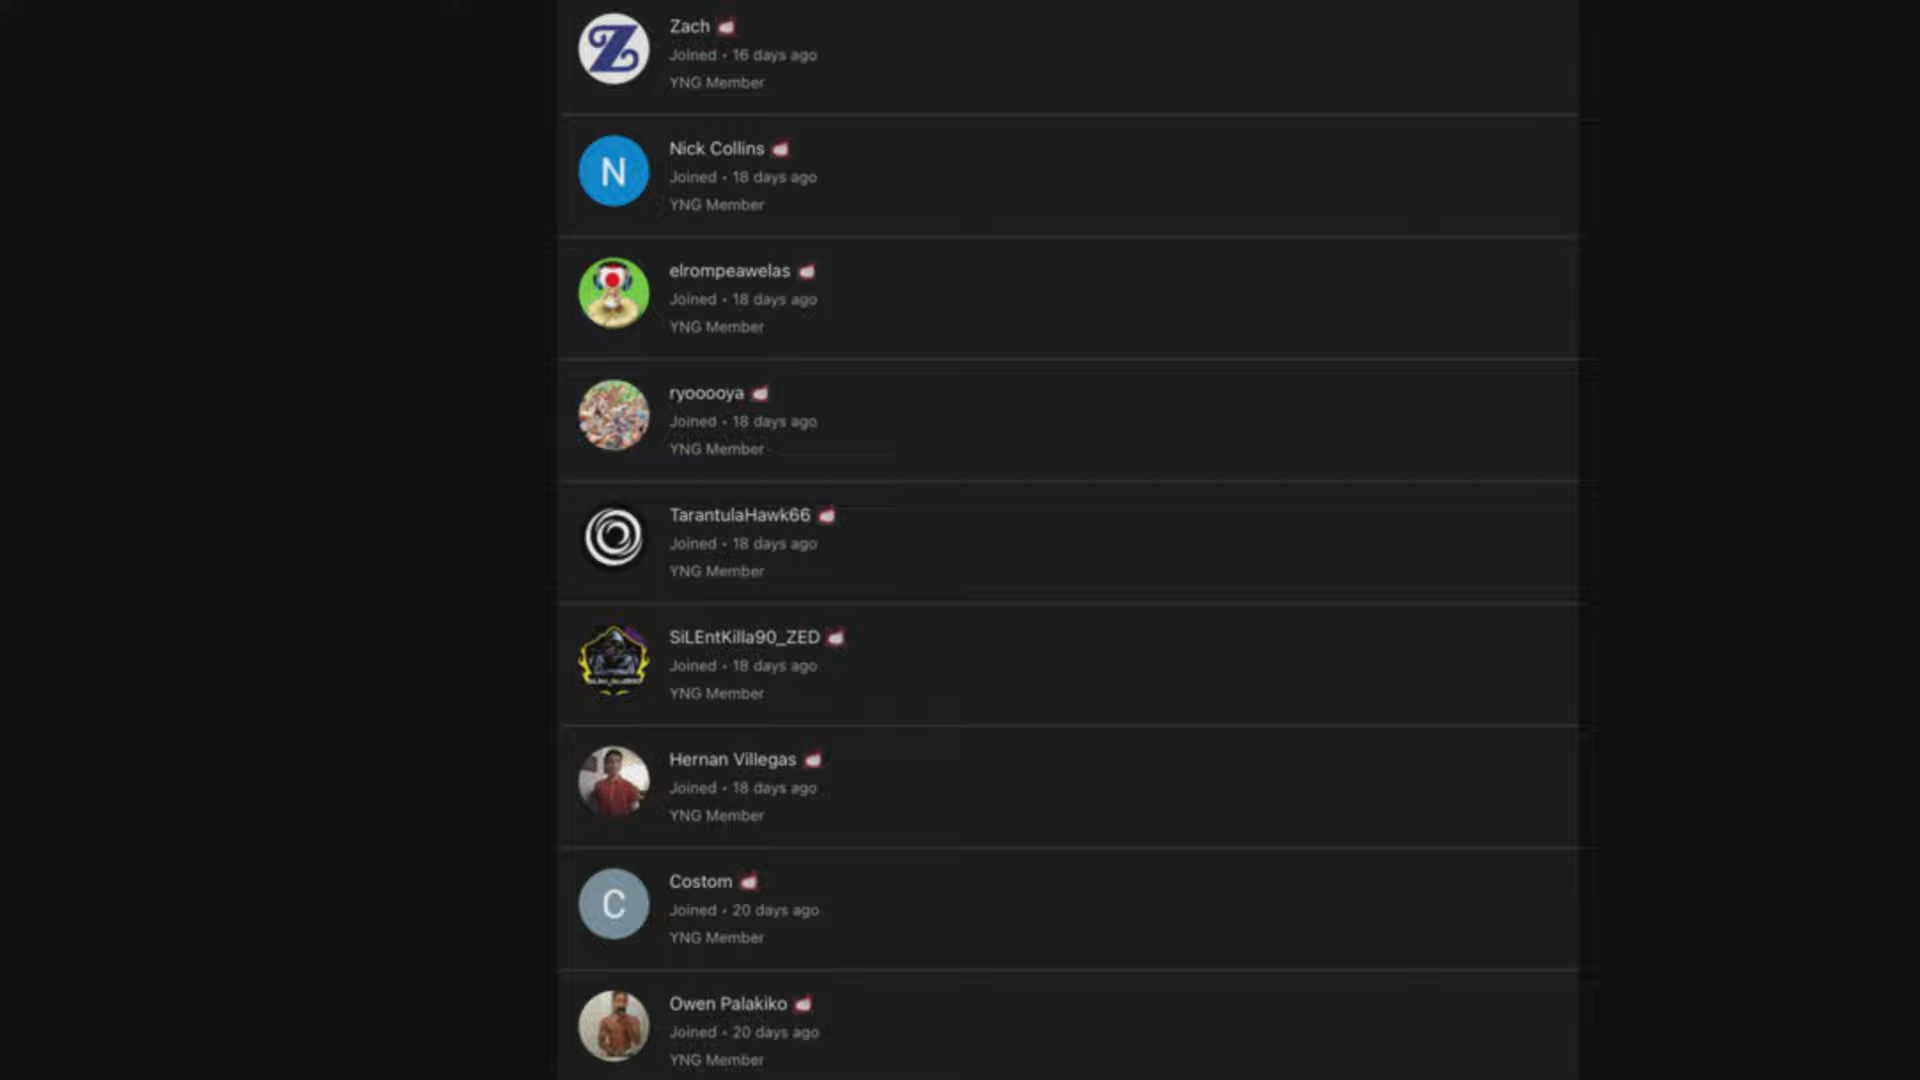 Z
Zach
Joined • 16 days ago
YNG Member
N
Nick Collins
Joined • 18 days ago
YNG Member
elrompeawelas
Joined • 18 days ago
YNG Member
ryooooya
Joined • 18 days ago
YNG Member
TarantulaHawk66
Joined • 18 days ago
YNG Member
SiLEntKilla90_ZED
Joined • 18 days ago
YNG Member
Hernan Villegas
Joined • 18 days ago
YNG Member
C
Costom
Joined • 20 days ago
YNG Member
Owen Palakiko
Joined • 20 days ago
YNG Member